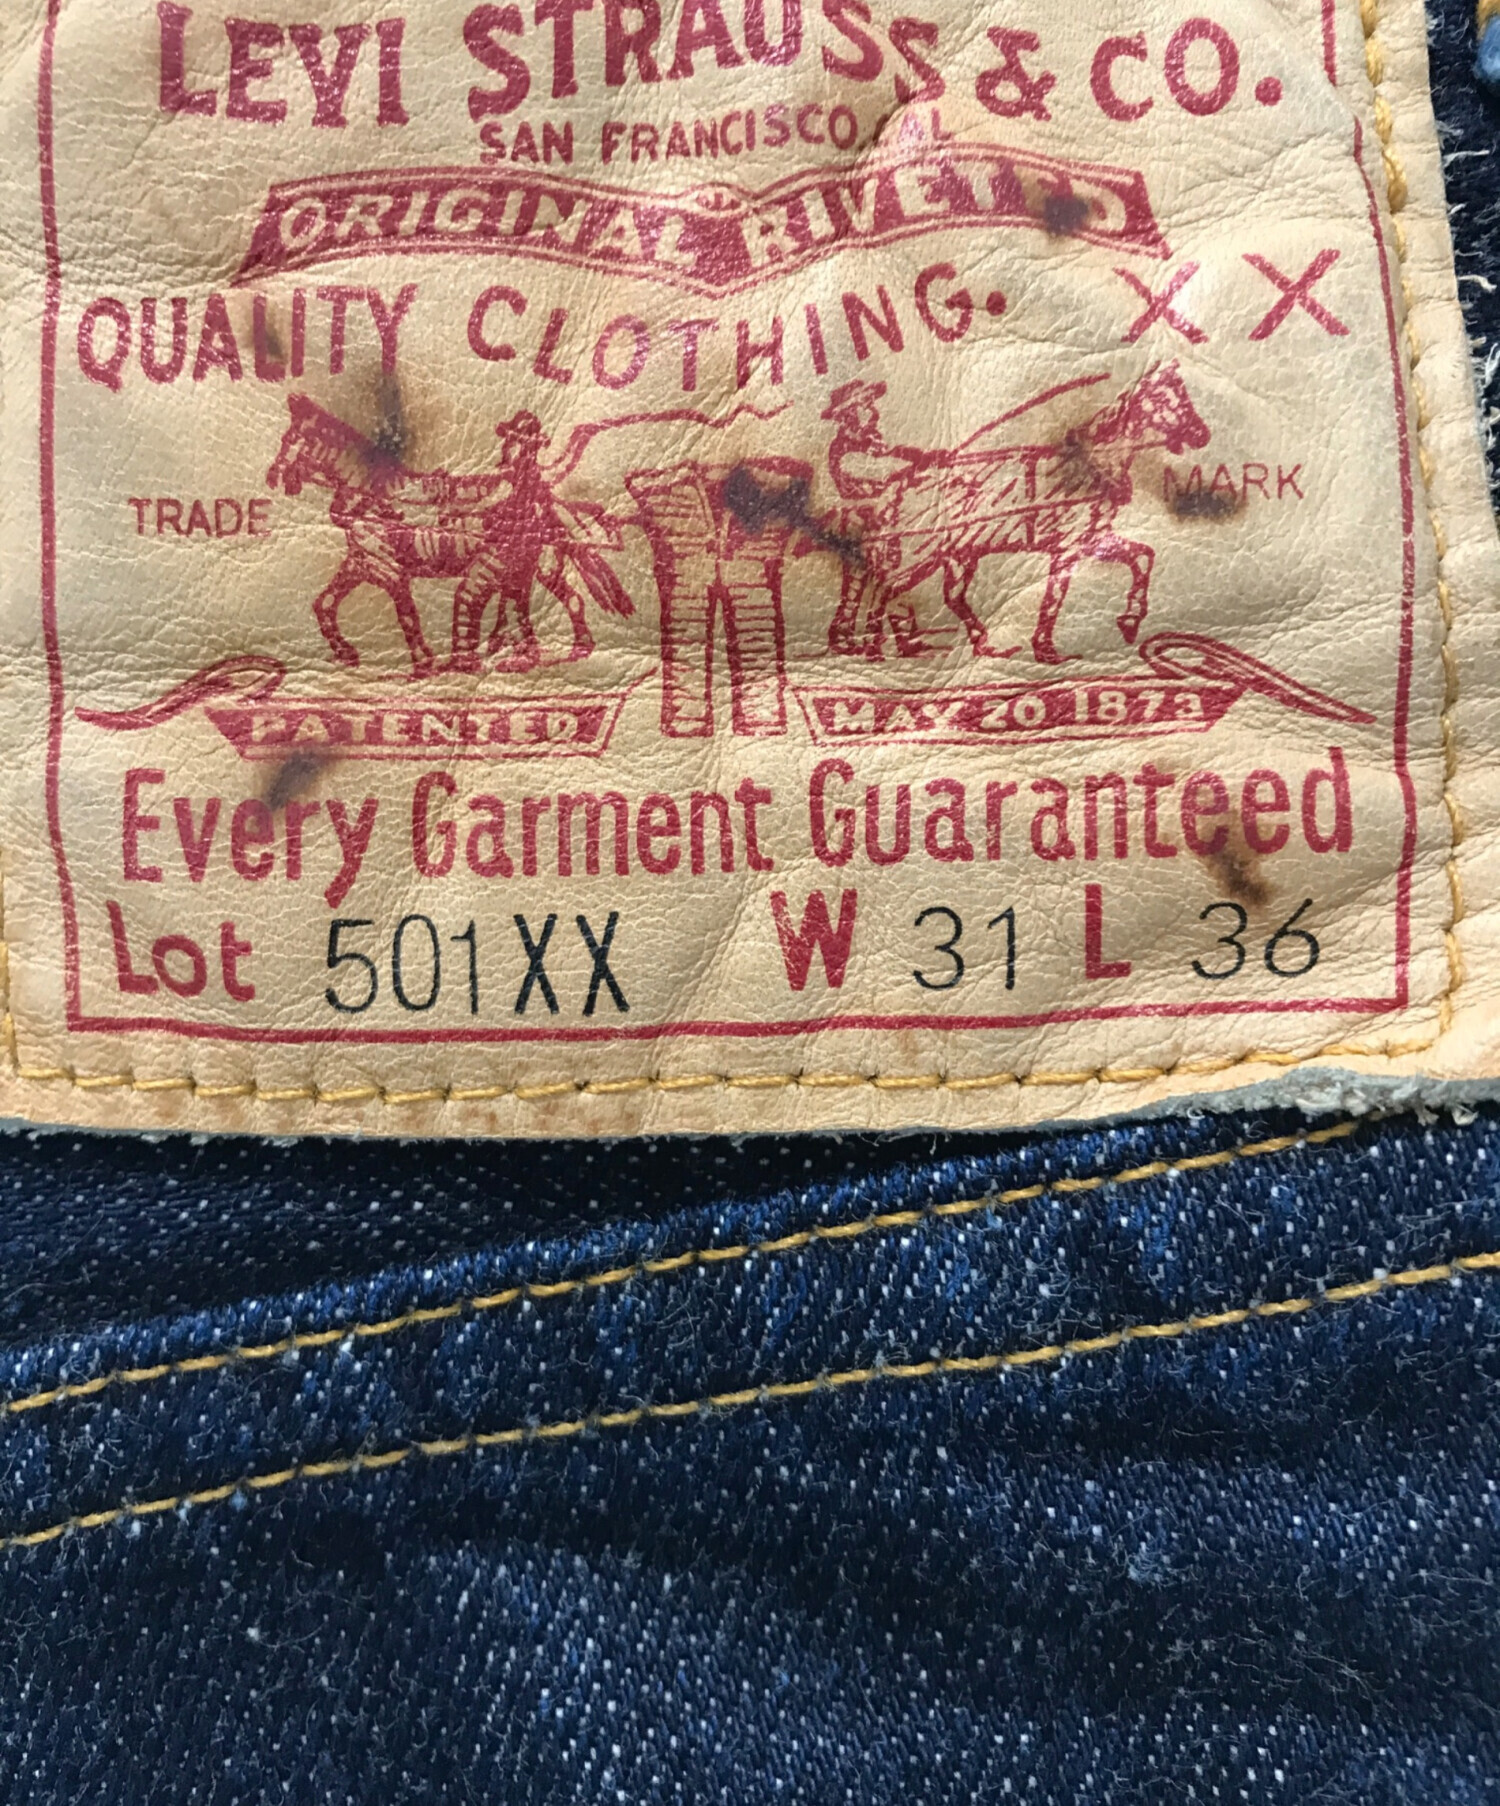 LEVI STRAUSS & CO.
SAN FRANCISCO, CAL
ORIGINAL RIVETED
QUALITY CLOTHING. XX
TRADE MARK
PATENTED MAY 20 1873
Every Garment Guaranteed
Lot 501XX W 31 L 36